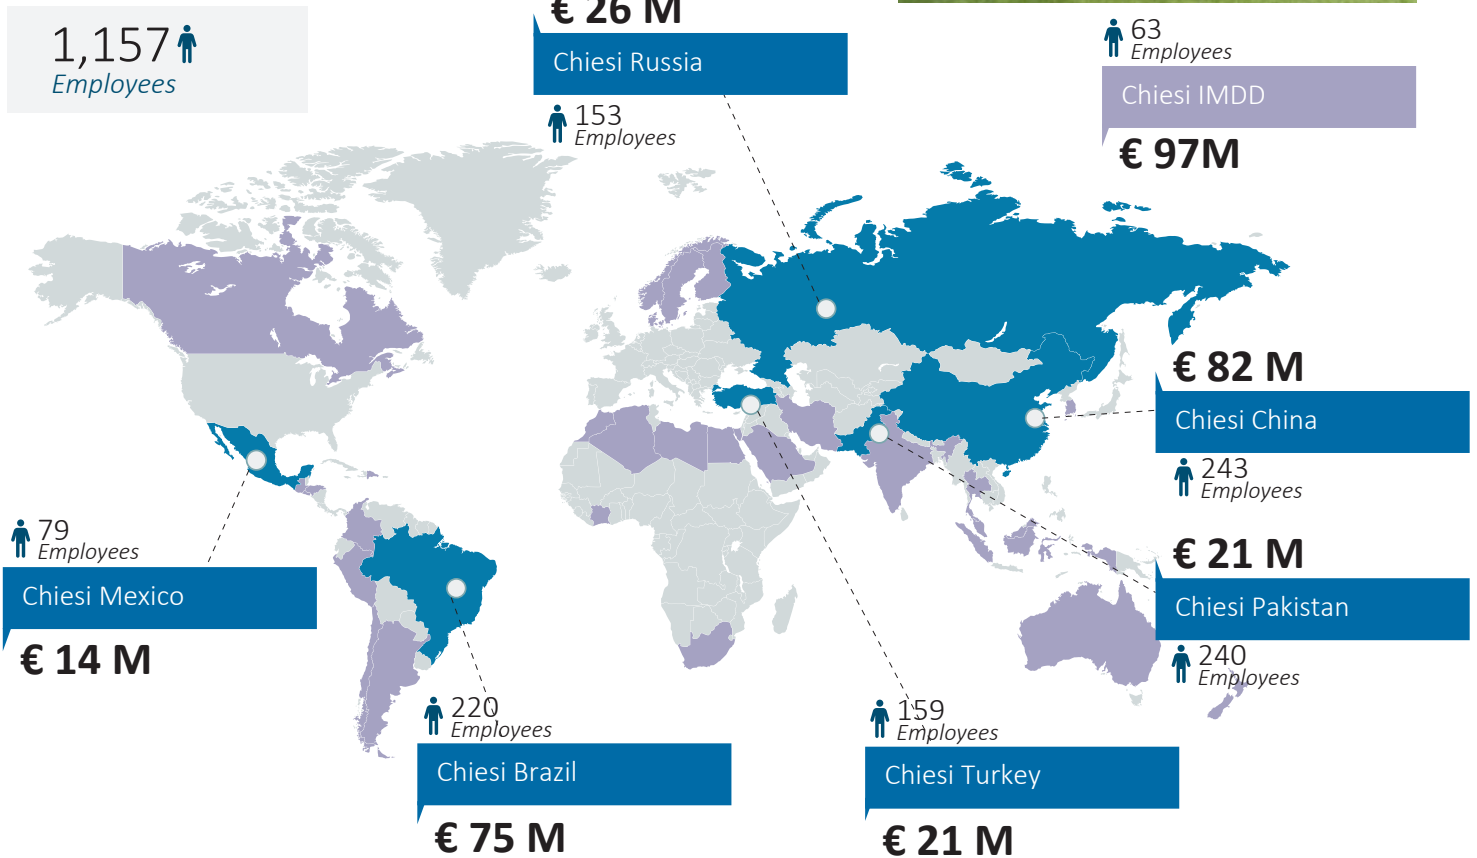 1,157
Employees
€ 26 M
Chiesi Russia
153
Employees
63
Employees
Chiesi IMDD
€ 97M
€ 82 M
Chiesi China
243
Employees
79
Employees
Chiesi Mexico
€ 14 M
€ 21 M
Chiesi Pakistan
240
Employees
220
Employees
Chiesi Brazil
€ 75 M
159
Employees
Chiesi Turkey
€ 21 M